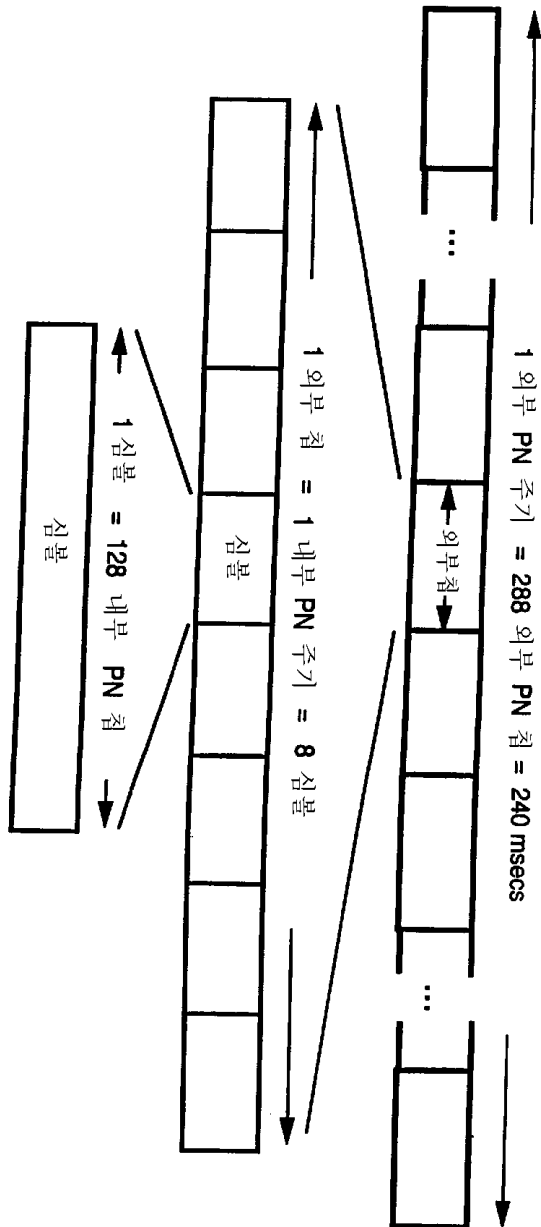 1 외부 PN 주기 = 288 외부 PN 칩 = 240 msecs
...
외부칩
...
1 외부 칩 = 1 내부 PN 주기 = 8 심볼
심볼
1 심볼 = 128 내부 PN 칩
심볼